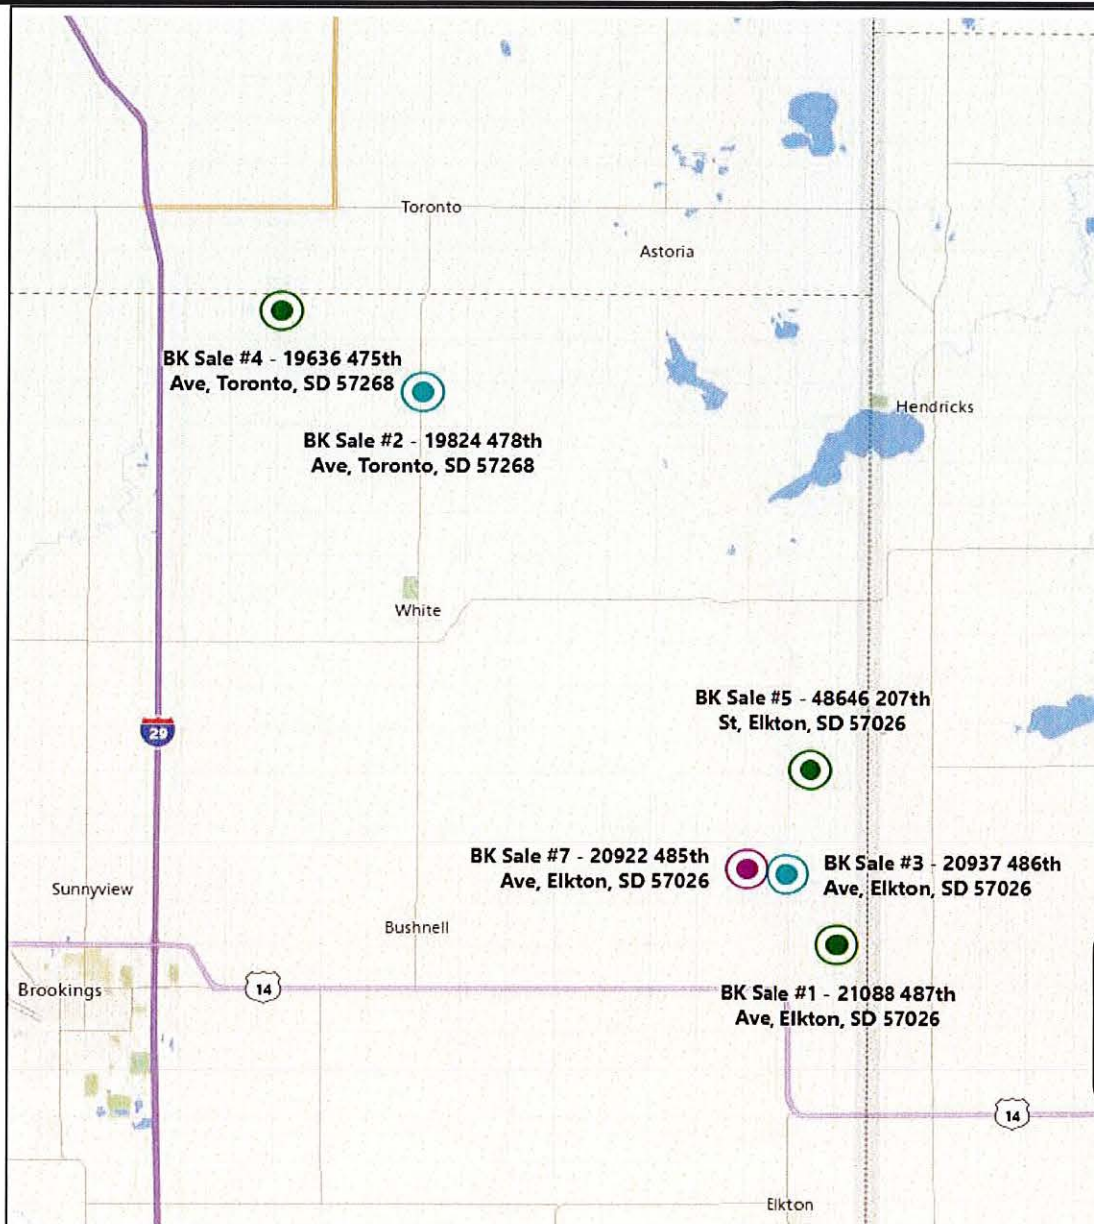 Toronto
Astoria
BK Sale #4 - 19636 475th
Ave, Toronto, SD 57268
Hendricks
BK Sale #2 - 19824 478th
Ave, Toronto, SD 57268
White
BK Sale #5 - 48646 207th
St, Elkton, SD 57026
29
BK Sale #7 - 20922 485th
Ave, Elkton, SD 57026
BK Sale #3 - 20937 486th
Ave, Elkton, SD 57026
Sunnyview
Bushnell
Brookings
14
BK Sale #1 - 21088 487th
Ave, Elkton, SD 57026
14
Elkton